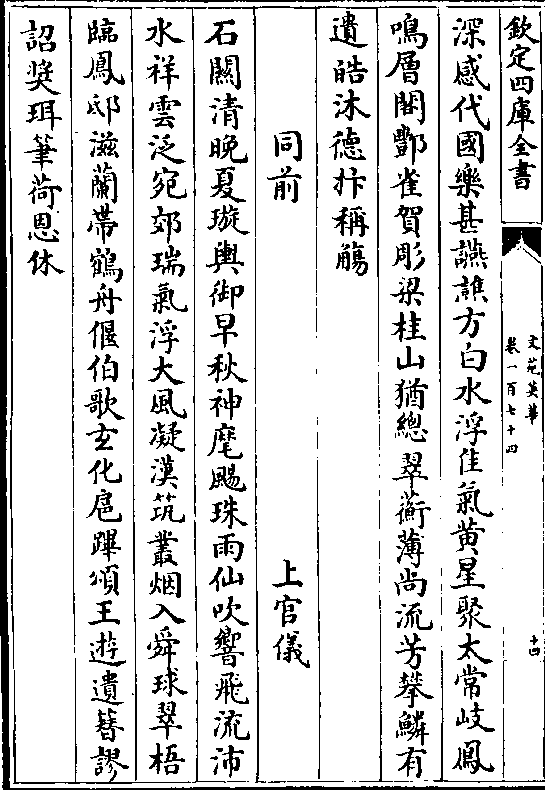 欽定四庫全書
文苑英華
卷一百七十四
十四
深感代國樂甚讌譙方白水浮佳氣黄星聚太常岐鳳
鳴層閣酆雀賀彫梁桂山猶總翠蘅薄尚流芳攀鱗有
遺皓沐德抃稱觴
同前 上官儀
石闕清晚夏璇輿御早秋神麾颺珠雨仙吹響飛流沛
水祥雲泛宛郊瑞氣浮大風凝漢筑叢烟入舜球翠梧
臨鳳邸滋蘭帶鶴舟偃伯歌玄化扈蹕頌王遊遺簪謬
詔奬珥筆荷恩休